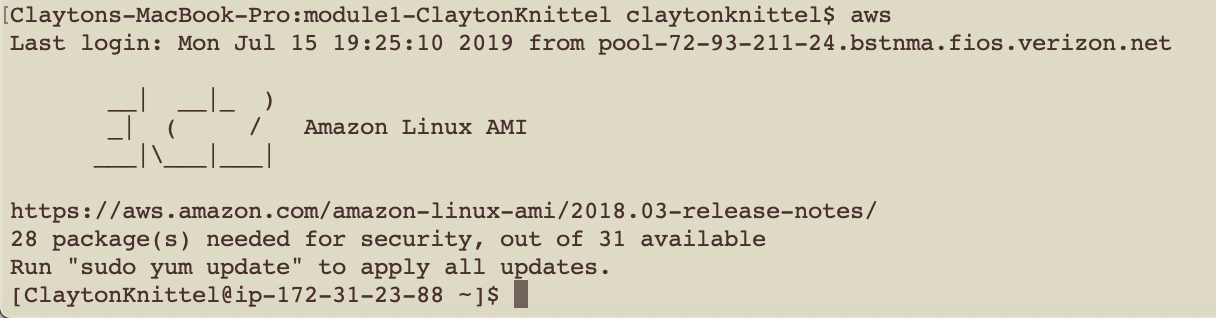 [Claytons-MacBook-Pro:module1-ClaytonKnittel claytonknittel$ aws
Last login: Mon Jul 15 19:25:10 2019 from pool-72-93-211-24.bstnma.fios.verizon.net
       __|  __|_  )
       _|  (     /   Amazon Linux AMI
      ___|\___|___|
https://aws.amazon.com/amazon-linux-ami/2018.03-release-notes/
28 package(s) needed for security, out of 31 available
Run "sudo yum update" to apply all updates.
[ClaytonKnittel@ip-172-31-23-88 ~]$